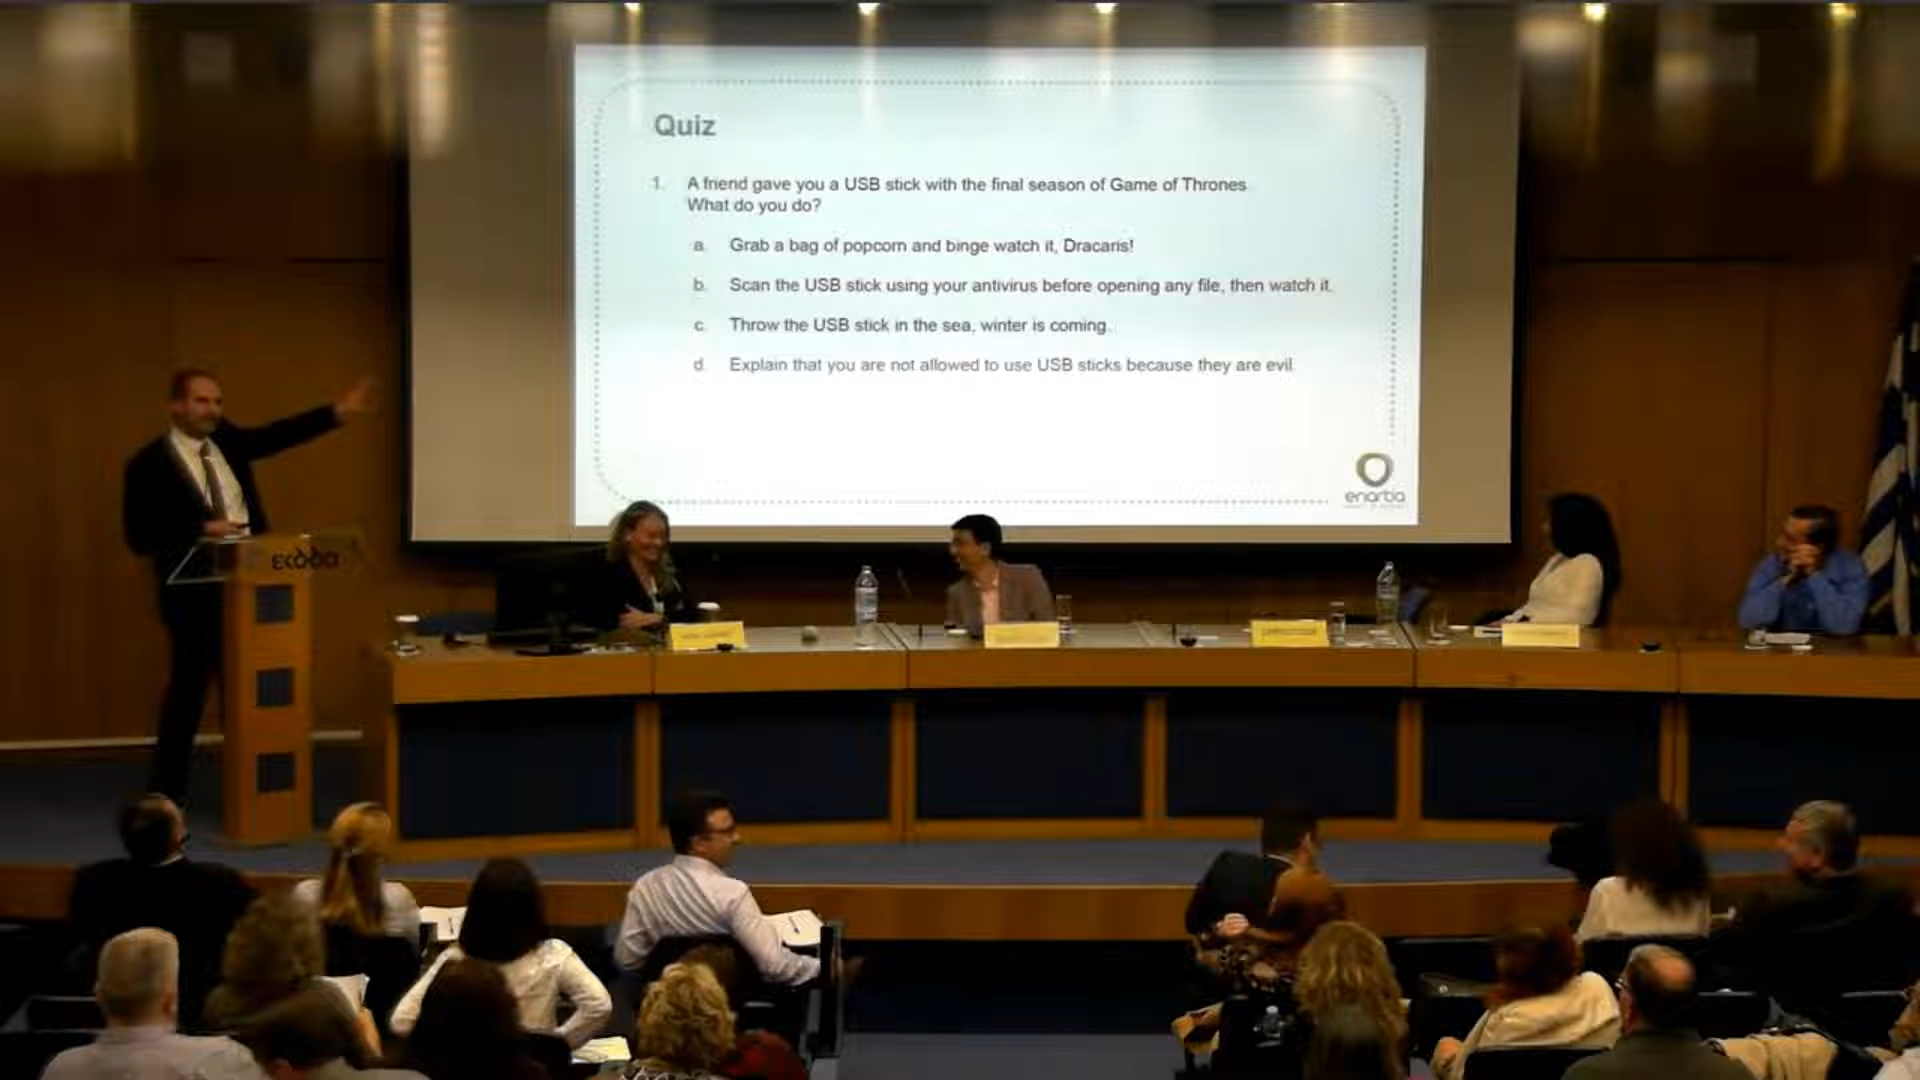 Quiz
1. A friend gave you a USB stick with the final season of Game of Thrones
What do you do?
a. Grab a bag of popcorn and binge watch it, Dracaris!
b. Scan the USB stick using your antivirus before opening any file, then watch it.
c. Throw the USB stick in the sea, winter is coming.
d. Explain that you are not allowed to use USB sticks because they are evil.
enartia
εκδδα